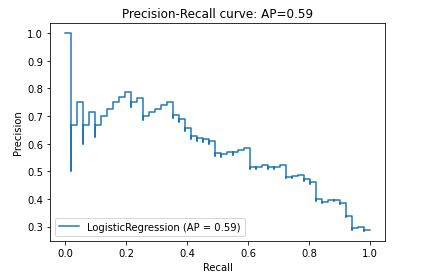 Precision-Recall curve: AP=0.59
1.0
0.9
0.8
0.7
0.6
0.5
0.4
0.3
Precision
LogisticRegression (AP = 0.59)
0.0 0.2 0.4 0.6 0.8 1.0
Recall